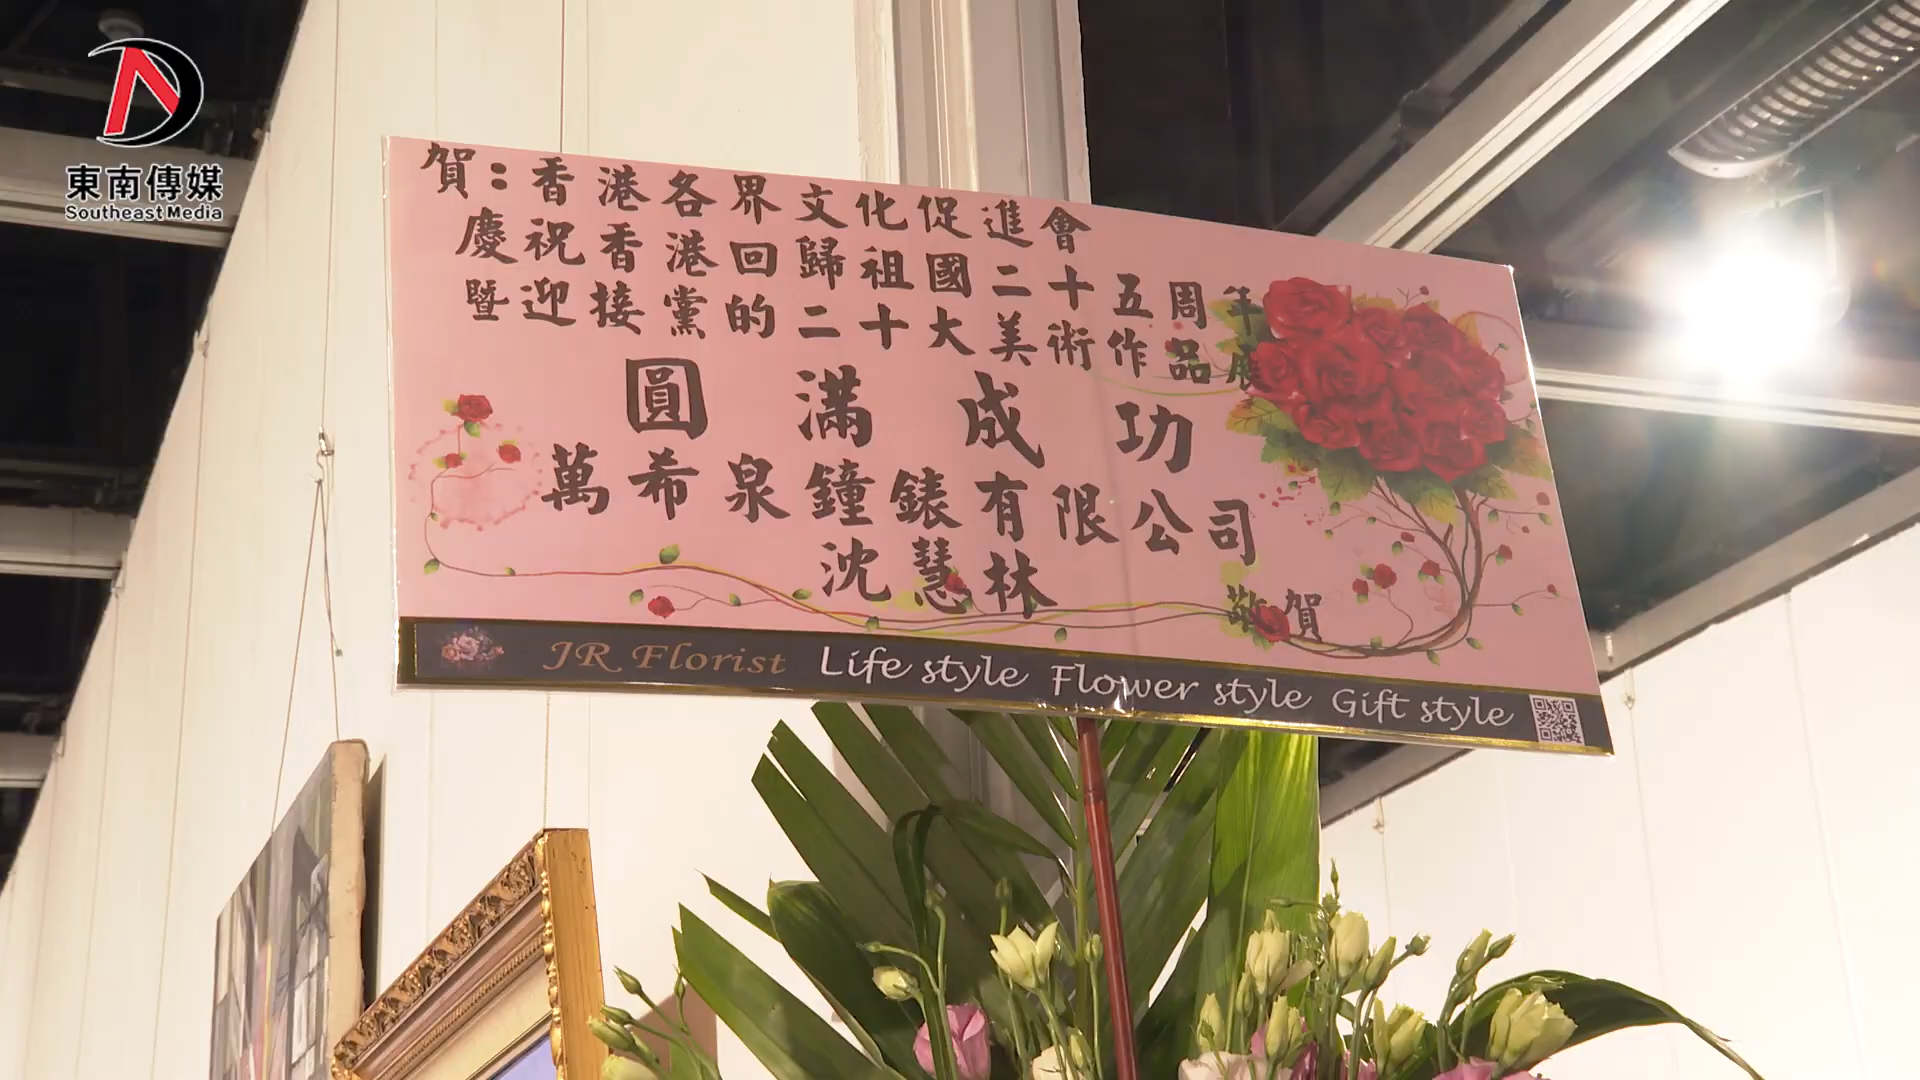 東南傳媒
Southeast Media
賀：香港各界文化促進會
慶祝香港回歸祖國二十五周年
暨迎接黨的二十大美術作品展
圓滿成功
萬希泉鐘錶有限公司
沈慧林
敬賀
JR Florist Life style Flower style Gift style